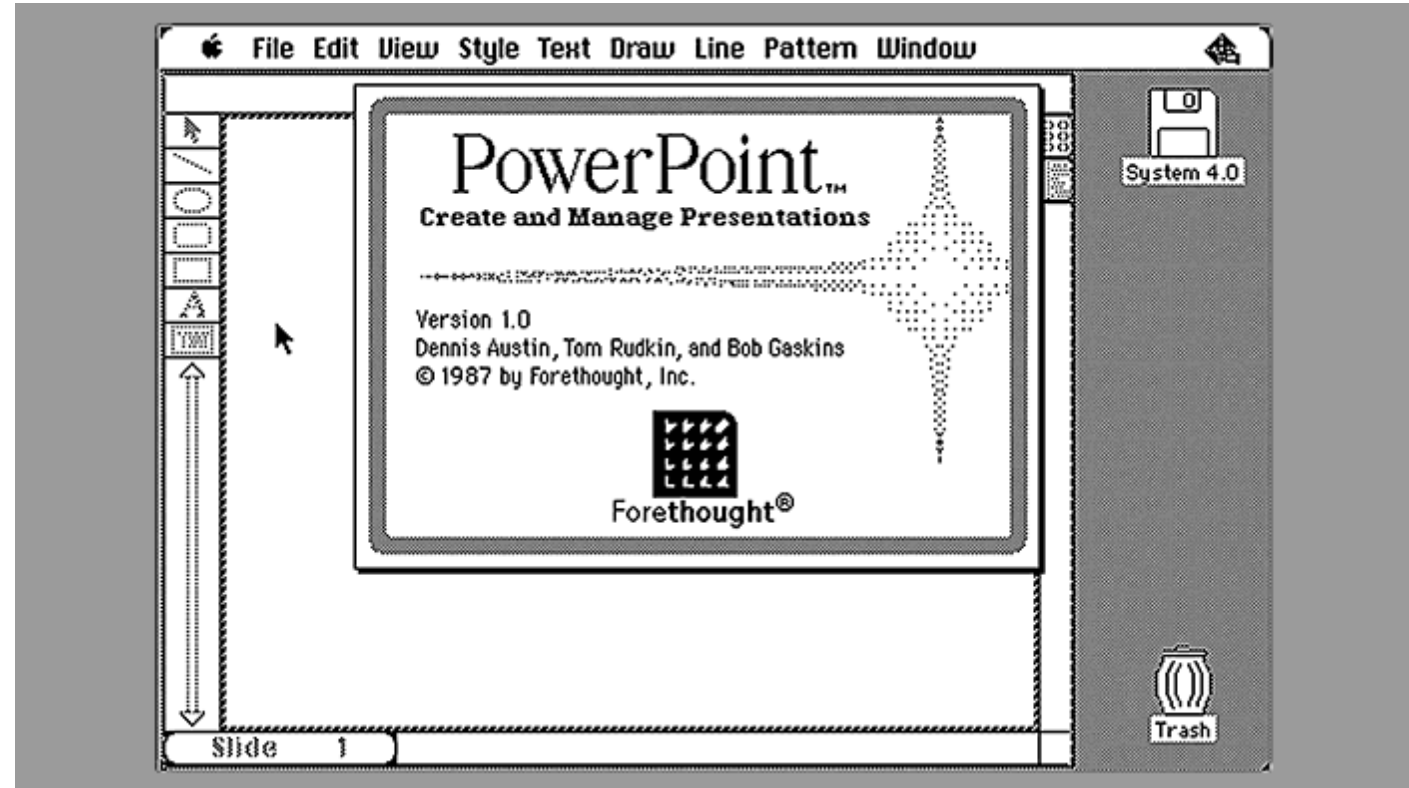 File Edit View Style Text Draw Line Pattern Window
System 4.0
PowerPoint™
Create and Manage Presentations
A
Version 1.0
Dennis Austin, Tom Rudkin, and Bob Gaskins
© 1987 by Forethought, Inc.
Forethought®
Trash
Slide 1